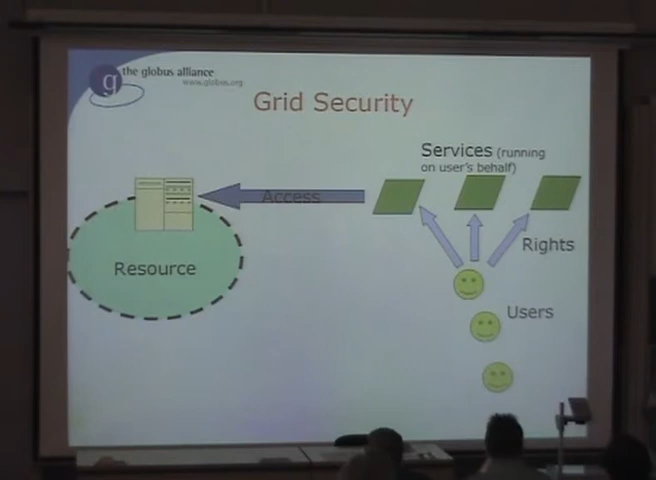 g the globus alliance
www.globus.org
Grid Security
Services (running
on user's behalf)
Access
Rights
Resource
Users